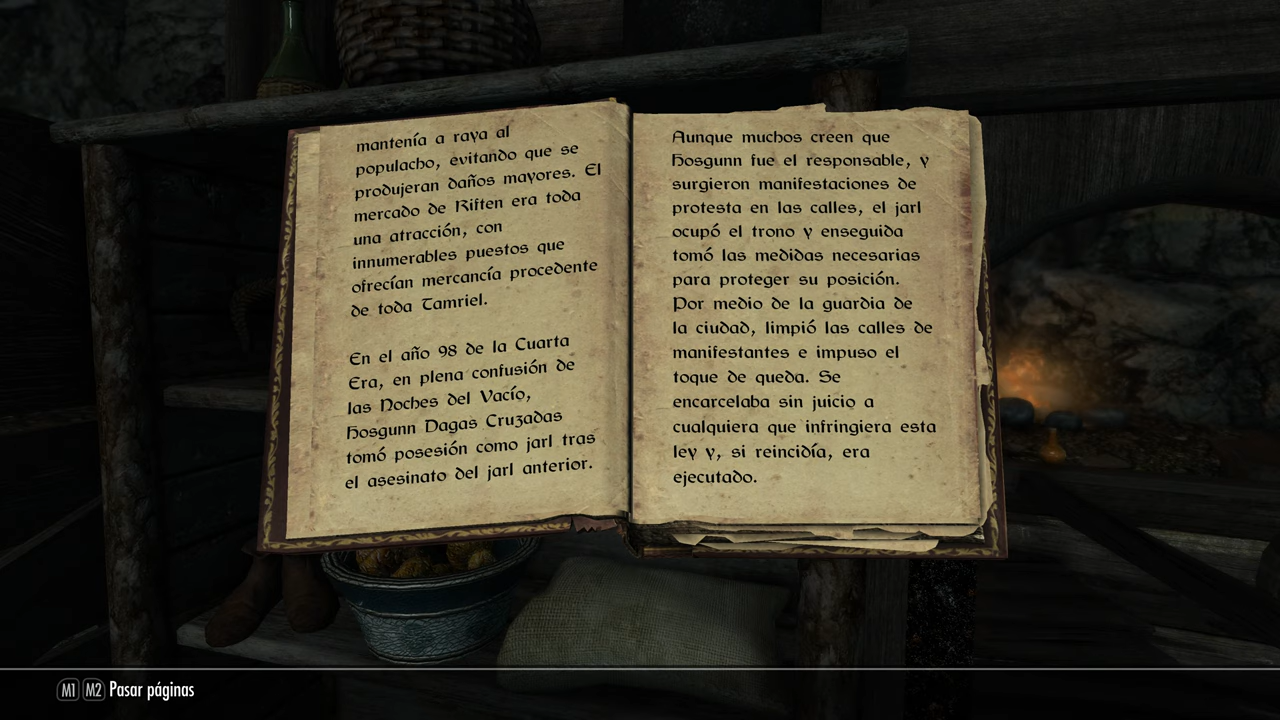 mantenía a raya al
populacho, evitando que se
produjeran daños mayores. El
mercado de Riften era toda
una atracción, con
innumerables puestos que
ofrecían mercancía procedente
de toda Tamriel.
En el año 98 de la Cuarta
Era, en plena confusión de
las Noches del Vacío,
Hosgunn Dagas Cruzadas
tomó posesión como jarl tras
el asesinato del jarl anterior.
Aunque muchos creen que
Hosgunn fue el responsable, y
surgieron manifestaciones de
protesta en las calles, el jarl
ocupó el trono y enseguida
tomó las medidas necesarias
para proteger su posición.
Por medio de la guardia de
la ciudad, limpió las calles de
manifestantes e impuso el
toque de queda. Se
encarcelaba sin juicio a
cualquiera que infringiera esta
ley y, si reincidía, era
ejecutado.
M1 M2 Pasar páginas